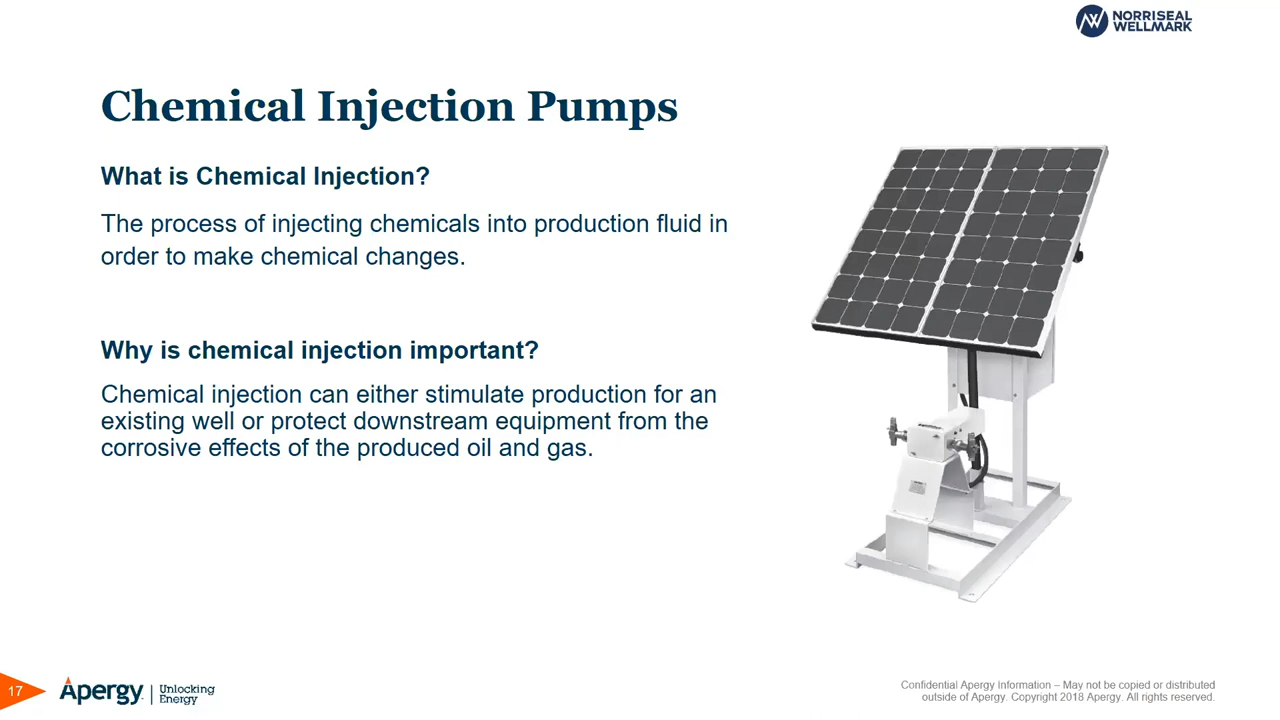 NORRISEAL
WELLMARK
Chemical Injection Pumps
What is Chemical Injection?
The process of injecting chemicals into production fluid in
order to make chemical changes.
Why is chemical injection important?
Chemical injection can either stimulate production for an
existing well or protect downstream equipment from the
corrosive effects of the produced oil and gas.
17
Apergy
Unlocking
Energy
Confidential Apergy Information – May not be copied or distributed
outside of Apergy. Copyright 2018 Apergy. All rights reserved.